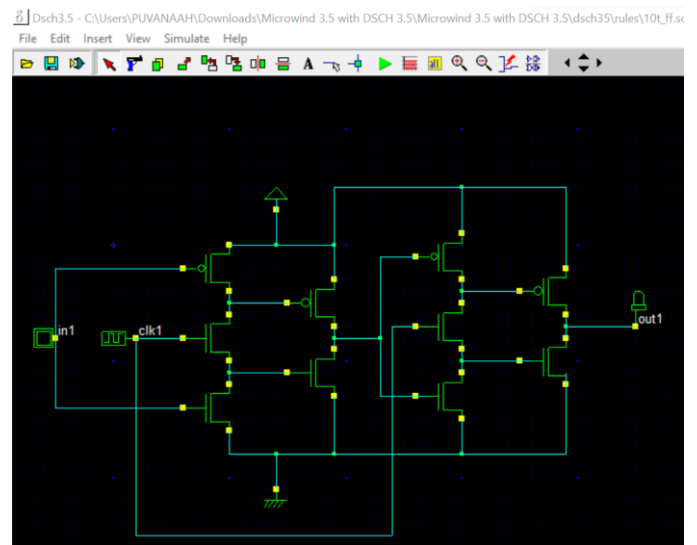 Dsch3.5 - C:\Users\PUVANAAH\Downloads\Microwind 3.5 with DSCH 3.5\Microwind 3.5 with DSCH 3.5\dsch35\rules\10t_ff.sc
File Edit Insert View Simulate Help
A
in1
clk1
out1